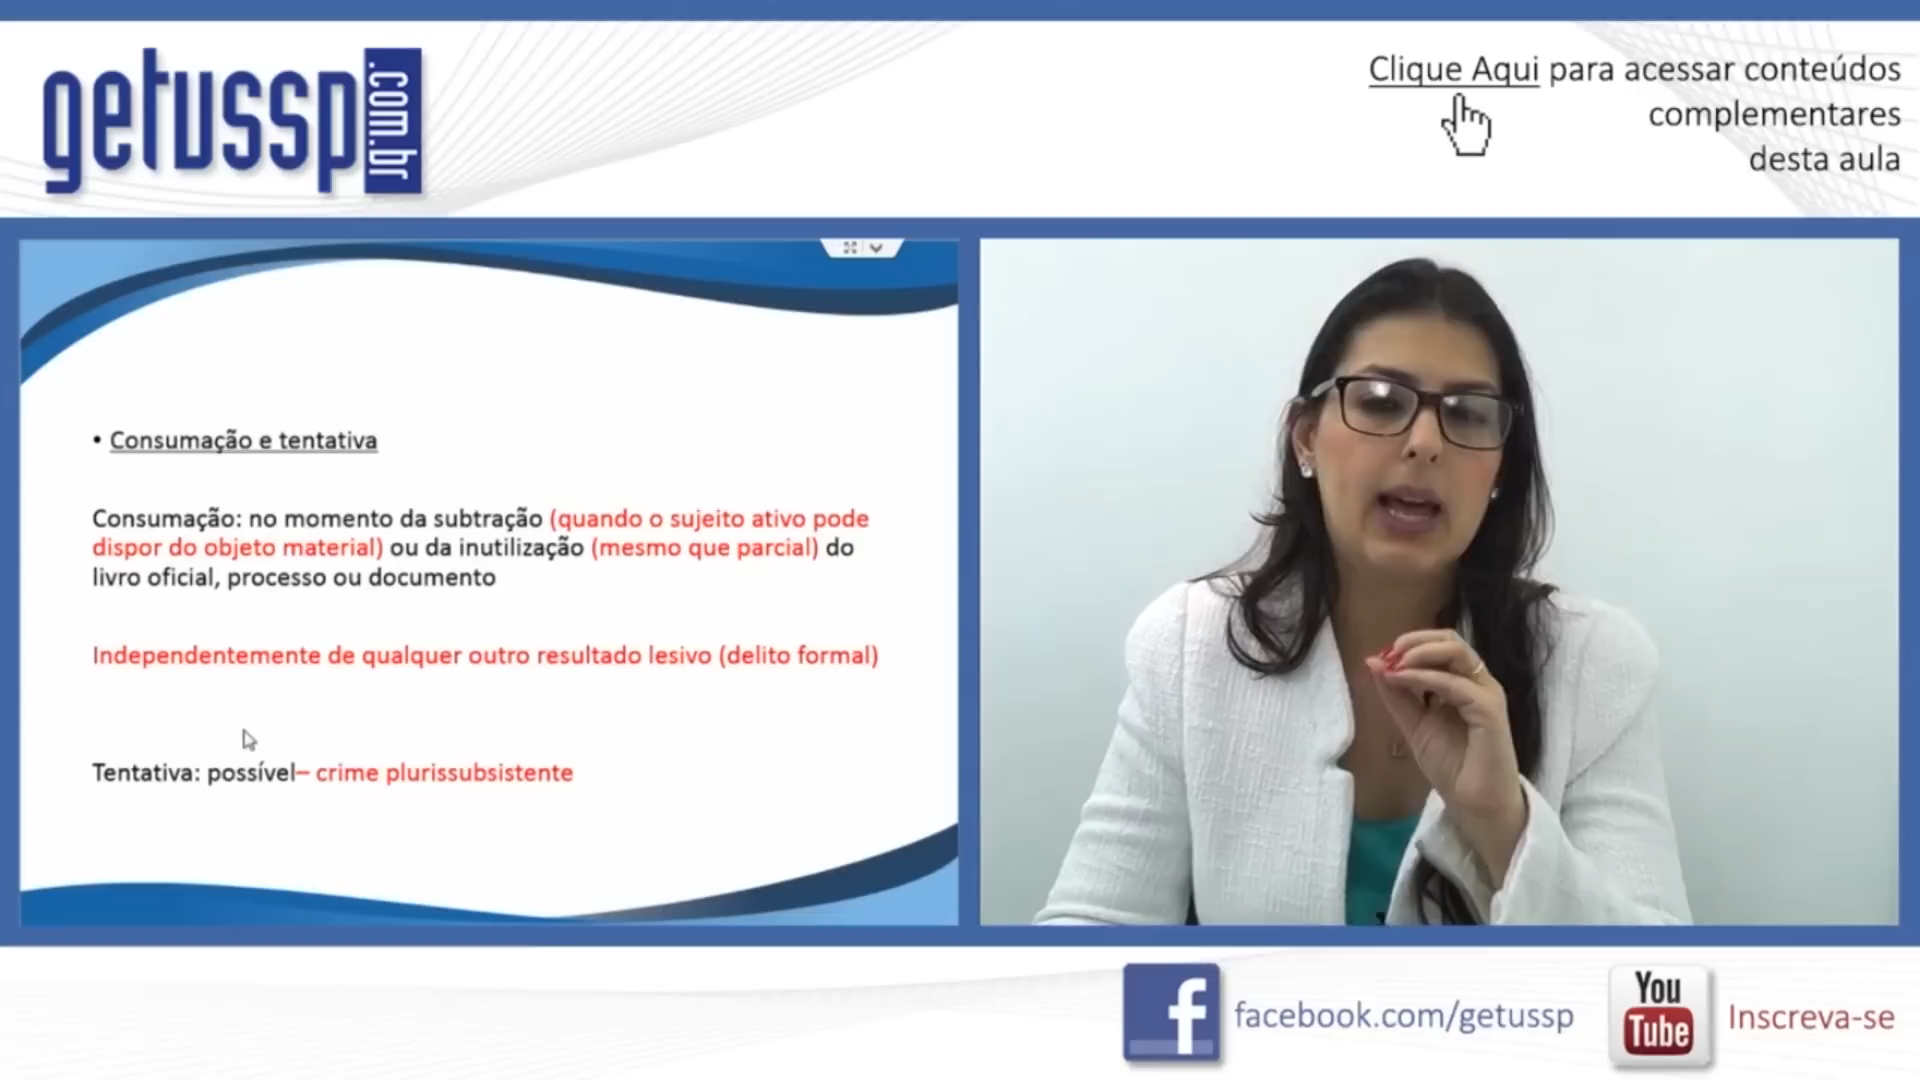 getussp.com.br
Clique Aqui para acessar conteúdos
complementares
desta aula
• Consumação e tentativa
Consumação: no momento da subtração (quando o sujeito ativo pode
dispor do objeto material) ou da inutilização (mesmo que parcial) do
livro oficial, processo ou documento
Independentemente de qualquer outro resultado lesivo (delito formal)
Tentativa: possível– crime plurissubsistente
f facebook.com/getussp
You
Tube
Inscreva-se